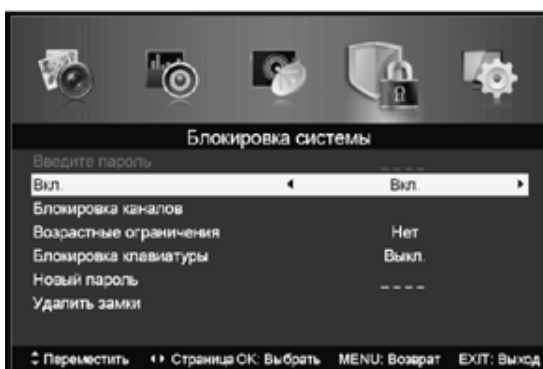 Блокировка системы
Введите пароль _ _ _ _
Вкл. Вкл.
Блокировка каналов
Возрастные ограничения Нет
Блокировка клавиатуры Выкл.
Новый пароль _ _ _ _
Удалить замки
Переместить Страница OK: Выбрать MENU: Возврат EXIT: Выход